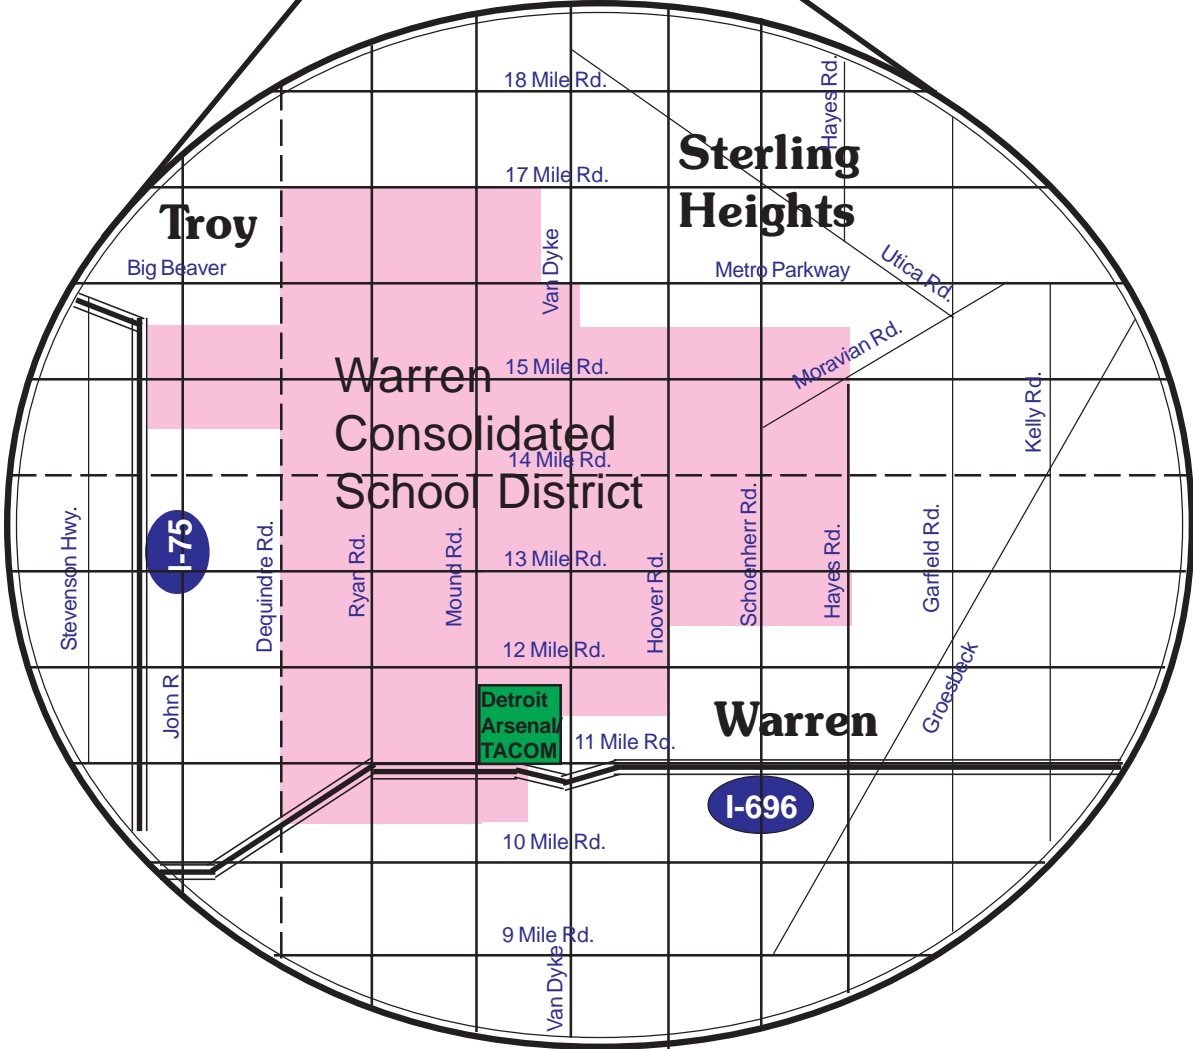 18 Mile Rd.
Hayes Rd.
Sterling
Heights
17 Mile Rd.
Troy
Big Beaver
Van Dyke
Metro Parkway
Utica Rd.
Moravian Rd.
Warren
Consolidated
School District
15 Mile Rd.
14 Mile Rd.
Kelly Rd.
Stevenson Hwy.
I-75
Dequindre Rd.
Ryan Rd.
Mound Rd.
13 Mile Rd.
Hoover Rd.
Schoenherr Rd.
Hayes Rd.
Garfield Rd.
12 Mile Rd.
John R
Detroit
Arsenal/
TACOM
11 Mile Rd.
Warren
Groesbeck
I-696
10 Mile Rd.
9 Mile Rd.
Van Dyke